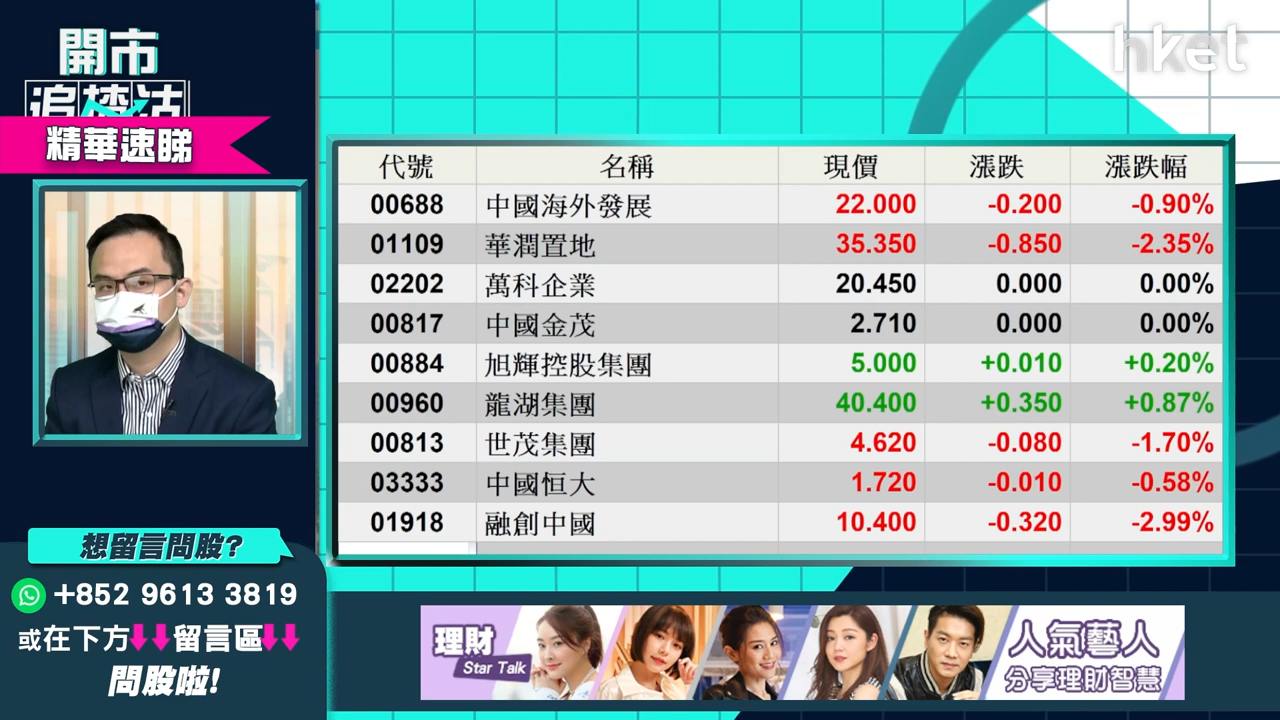 開市
追揸沽
精華速睇
hket
代號 名稱 現價 漲跌 漲跌幅
00688 中國海外發展 22.000 -0.200 -0.90%
01109 華潤置地 35.350 -0.850 -2.35%
02202 萬科企業 20.450 0.000 0.00%
00817 中國金茂 2.710 0.000 0.00%
00884 旭輝控股集團 5.000 +0.010 +0.20%
00960 龍湖集團 40.400 +0.350 +0.87%
00813 世茂集團 4.620 -0.080 -1.70%
03333 中國恒大 1.720 -0.010 -0.58%
01918 融創中國 10.400 -0.320 -2.99%
想留言問股?
+852 9613 3819
或在下方留言區
問股啦!
理財
Star Talk
人氣藝人
分享理財智慧